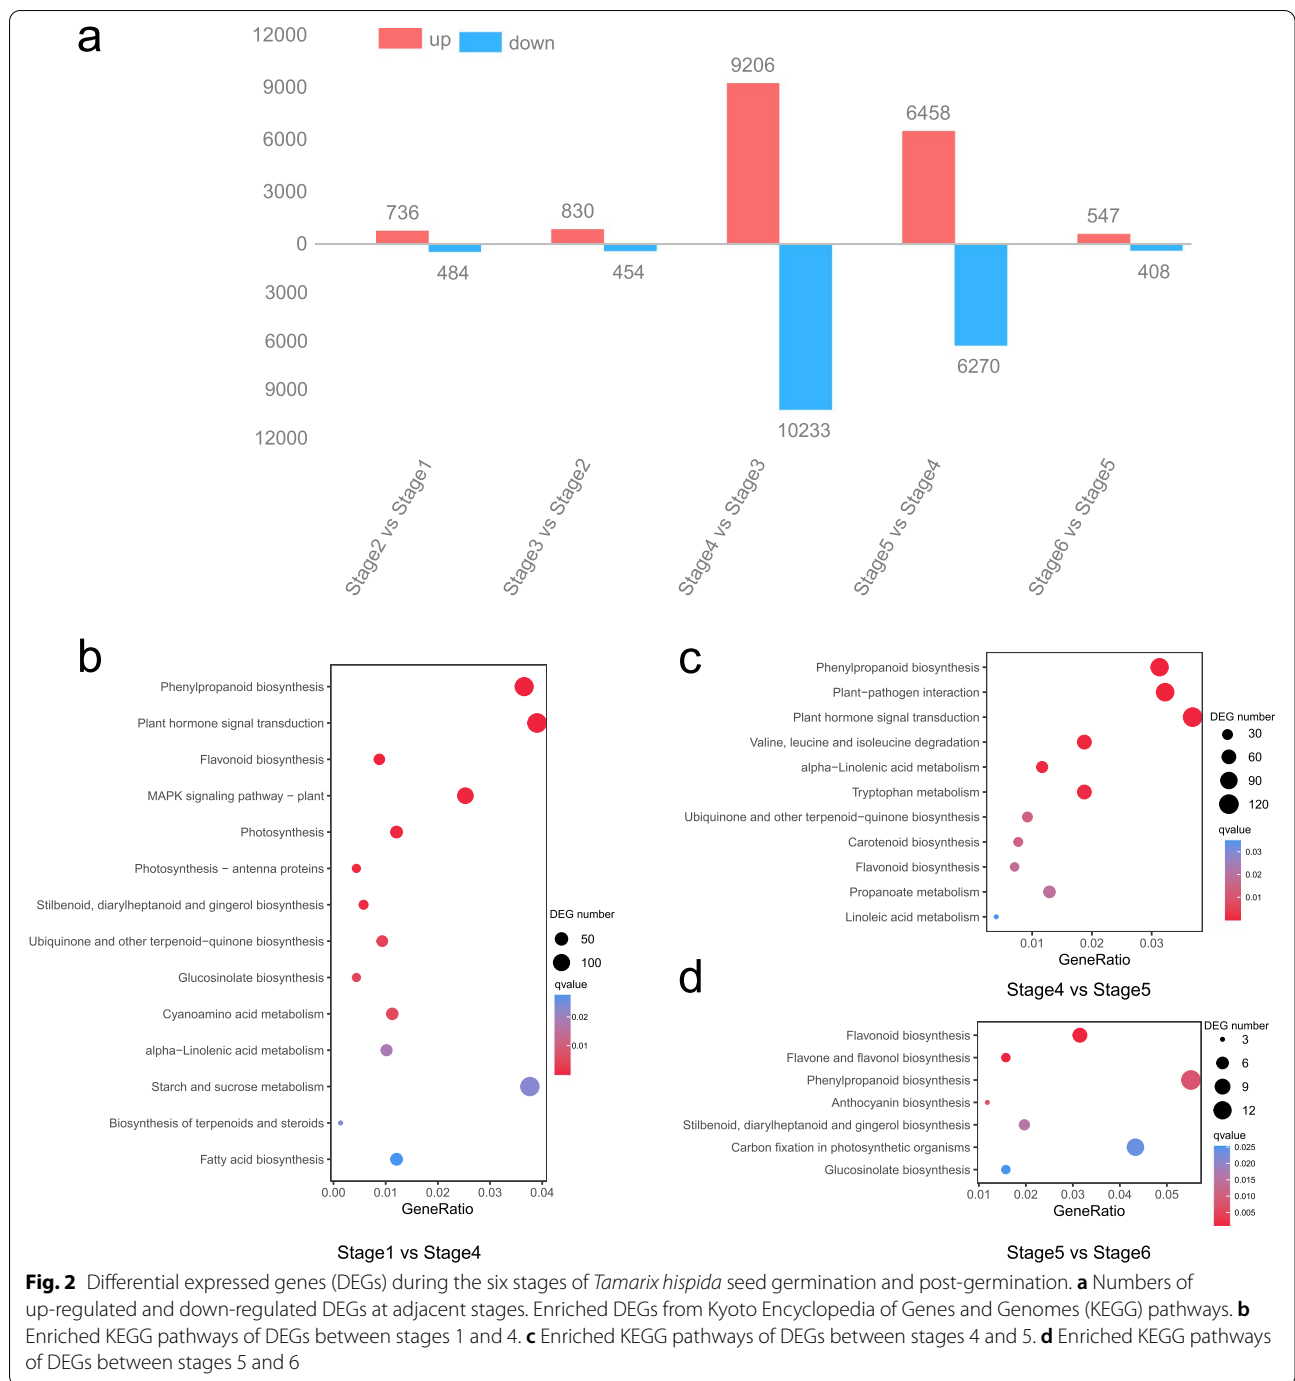 a
12000
9000
6000
3000
0
3000
6000
9000
12000
up
down
736
484
830
454
9206
10233
6458
6270
547
408
Stage2 vs Stage1
Stage3 vs Stage2
Stage4 vs Stage3
Stage5 vs Stage4
Stage6 vs Stage5
b
Phenylpropanoid biosynthesis
Plant hormone signal transduction
Flavonoid biosynthesis
MAPK signaling pathway − plant
Photosynthesis
Photosynthesis − antenna proteins
Stilbenoid, diarylheptanoid and gingerol biosynthesis
Ubiquinone and other terpenoid−quinone biosynthesis
Glucosinolate biosynthesis
Cyanoamino acid metabolism
alpha−Linolenic acid metabolism
Starch and sucrose metabolism
Biosynthesis of terpenoids and steroids
Fatty acid biosynthesis
0.00 0.01 0.02 0.03 0.04
GeneRatio
DEG number
50
100
qvalue
0.02
0.01
Stage1 vs Stage4
c
Phenylpropanoid biosynthesis
Plant−pathogen interaction
Plant hormone signal transduction
Valine, leucine and isoleucine degradation
alpha−Linolenic acid metabolism
Tryptophan metabolism
Ubiquinone and other terpenoid−quinone biosynthesis
Carotenoid biosynthesis
Flavonoid biosynthesis
Propanoate metabolism
Linoleic acid metabolism
0.01 0.02 0.03
GeneRatio
DEG number
30
60
90
120
qvalue
0.03
0.02
0.01
Stage4 vs Stage5
d
Flavonoid biosynthesis
Flavone and flavonol biosynthesis
Phenylpropanoid biosynthesis
Anthocyanin biosynthesis
Stilbenoid, diarylheptanoid and gingerol biosynthesis
Carbon fixation in photosynthetic organisms
Glucosinolate biosynthesis
0.01 0.02 0.03 0.04 0.05
GeneRatio
DEG number
3
6
9
12
qvalue
0.025
0.020
0.015
0.010
0.005
Stage5 vs Stage6
Fig. 2 Differential expressed genes (DEGs) during the six stages of Tamarix hispida seed germination and post-germination. a Numbers of
up-regulated and down-regulated DEGs at adjacent stages. Enriched DEGs from Kyoto Encyclopedia of Genes and Genomes (KEGG) pathways. b
Enriched KEGG pathways of DEGs between stages 1 and 4. c Enriched KEGG pathways of DEGs between stages 4 and 5. d Enriched KEGG pathways
of DEGs between stages 5 and 6